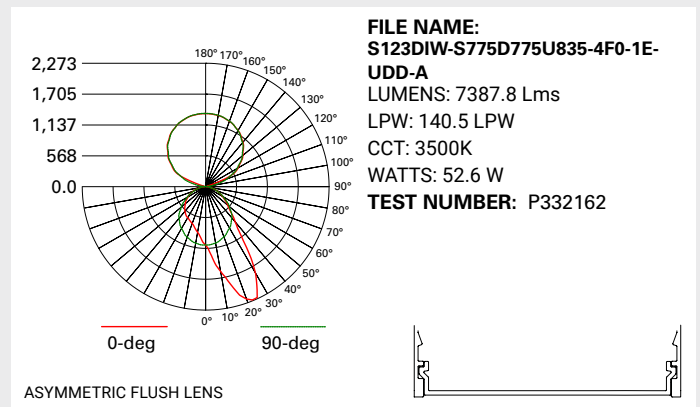 2,273
1,705
1,137
568
0.0
180°
170°
160°
150°
140°
130°
120°
110°
100°
90°
80°
70°
60°
50°
40°
30°
20°
10°
0°
0-deg
90-deg
ASYMMETRIC FLUSH LENS
FILE NAME:
S123DIW-S775D775U835-4F0-1E-
UDD-A
LUMENS: 7387.8 Lms
LPW: 140.5 LPW
CCT: 3500K
WATTS: 52.6 W
TEST NUMBER: P332162